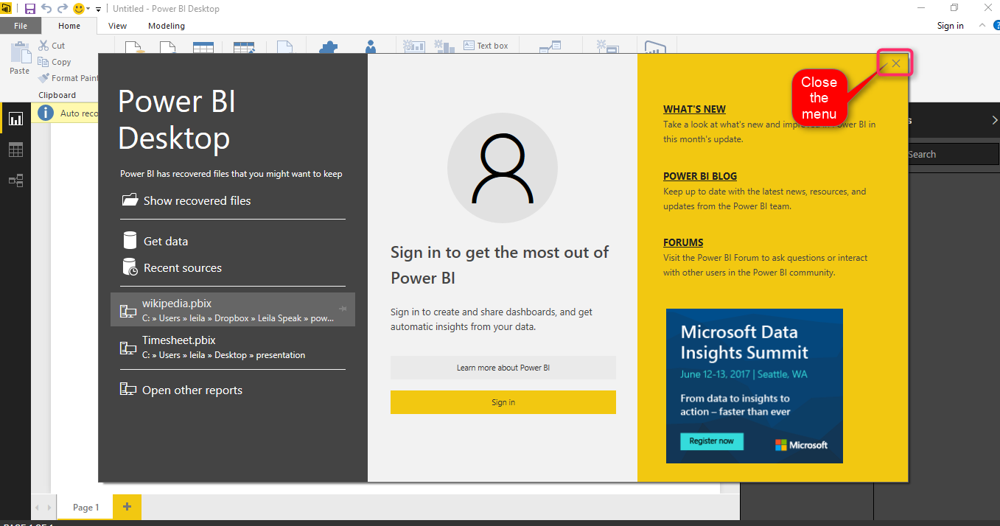 Untitled - Power BI Desktop
File
Home
View
Modeling
Sign in
Paste
Cut
Copy
Format Paint
Clipboard
Text box
Auto reco
Power BI
Desktop
Power BI has recovered files that you might want to keep
Show recovered files
Get data
Recent sources
wikipedia.pbix
C: » Users » leila » Dropbox » Leila Speak » pow...
Timesheet.pbix
C: » Users » leila » Desktop » presentation
Open other reports
Sign in to get the most out of
Power BI
Sign in to create and share dashboards, and get
automatic insights from your data.
Learn more about Power BI
Sign in
Close
the
menu
WHAT'S NEW
Take a look at what's new and improved in Power BI in
this month's update.
POWER BI BLOG
Keep up to date with the latest news, resources, and
updates from the Power BI team.
FORUMS
Visit the Power BI Forum to ask questions or interact
with other users in the Power BI community.
Microsoft Data
Insights Summit
June 12-13, 2017 | Seattle, WA
From data to insights to
action – faster than ever
Register now
Microsoft
s
Search
Page 1
PAGE 1 OF 1